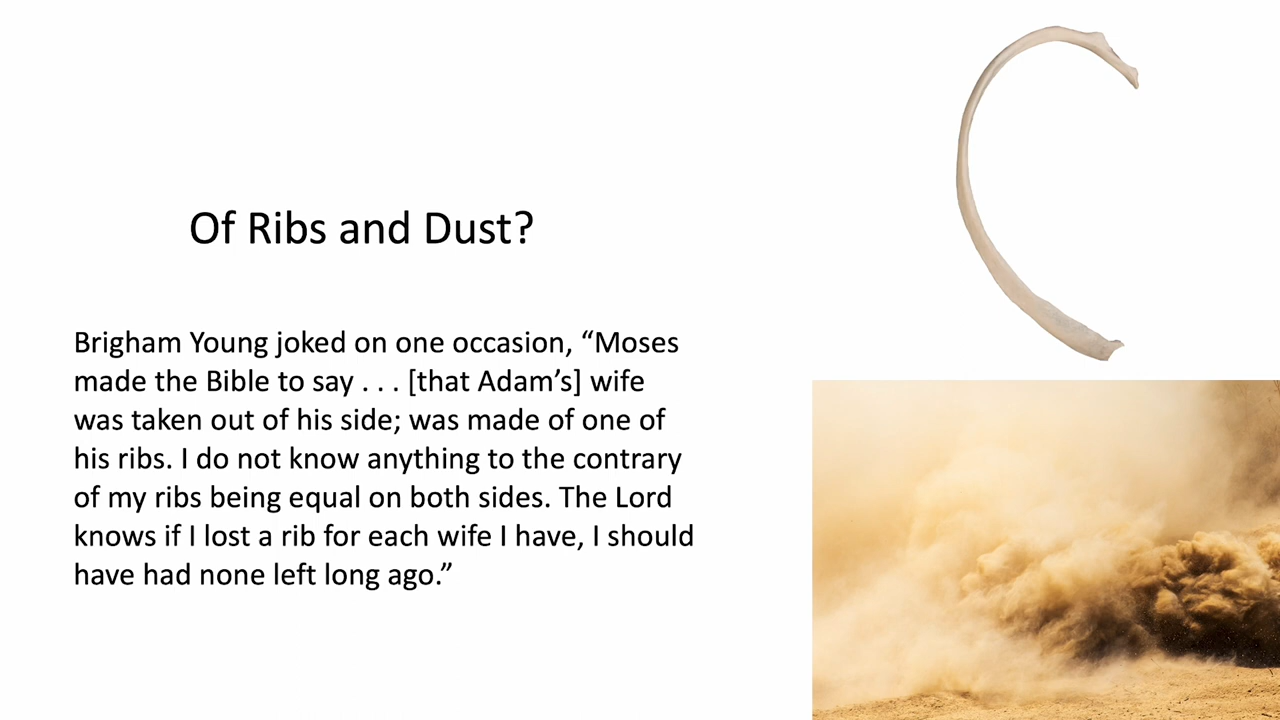 Of Ribs and Dust?
Brigham Young joked on one occasion, “Moses
made the Bible to say . . . [that Adam’s] wife
was taken out of his side; was made of one of
his ribs. I do not know anything to the contrary
of my ribs being equal on both sides. The Lord
knows if I lost a rib for each wife I have, I should
have had none left long ago.”